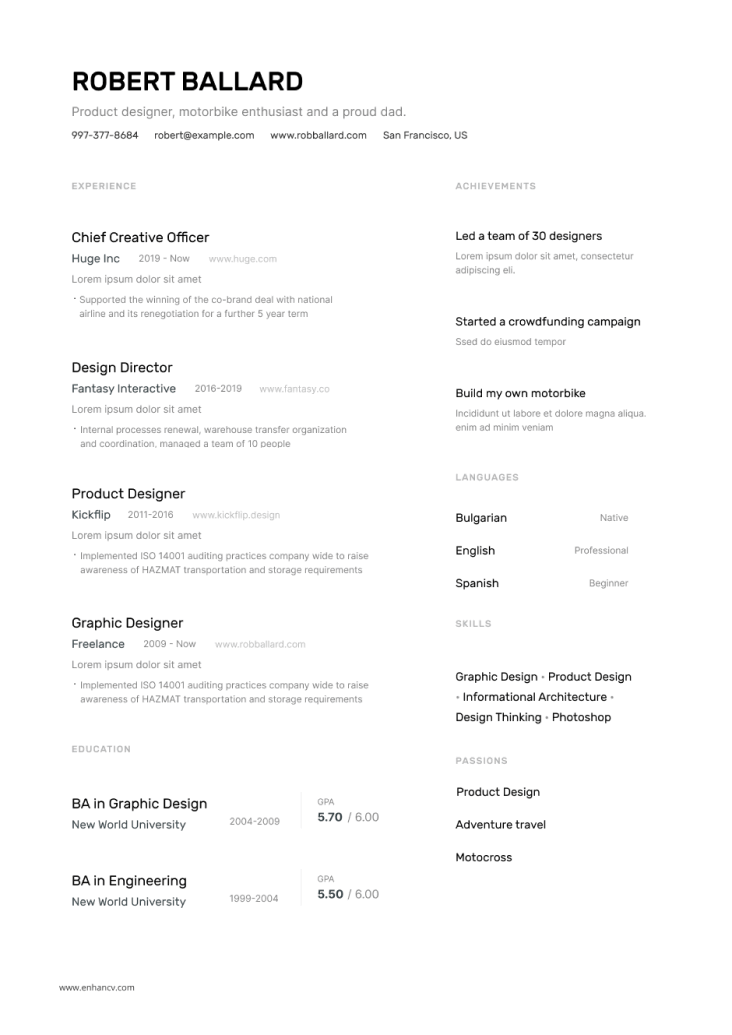 ROBERT BALLARD
Product designer, motorbike enthusiast and a proud dad.
997-377-8684 robert@example.com www.robballard.com San Francisco, US
EXPERIENCE
Chief Creative Officer
Huge Inc 2019 - Now www.huge.com
Lorem ipsum dolor sit amet
· Supported the winning of the co-brand deal with national
airline and its renegotiation for a further 5 year term
Design Director
Fantasy Interactive 2016-2019 www.fantasy.co
Lorem ipsum dolor sit amet
· Internal processes renewal, warehouse transfer organization
and coordination, managed a team of 10 people
Product Designer
Kickflip 2011-2016 www.kickflip.design
Lorem ipsum dolor sit amet
· Implemented ISO 14001 auditing practices company wide to raise
awareness of HAZMAT transportation and storage requirements
Graphic Designer
Freelance 2009 - Now www.robballard.com
Lorem ipsum dolor sit amet
· Implemented ISO 14001 auditing practices company wide to raise
awareness of HAZMAT transportation and storage requirements
EDUCATION
BA in Graphic Design
New World University 2004-2009
GPA
5.70 / 6.00
BA in Engineering
New World University 1999-2004
GPA
5.50 / 6.00
ACHIEVEMENTS
Led a team of 30 designers
Lorem ipsum dolor sit amet, consectetur
adipiscing eli.
Started a crowdfunding campaign
Ssed do eiusmod tempor
Build my own motorbike
Incididunt ut labore et dolore magna aliqua.
enim ad minim veniam
LANGUAGES
Bulgarian Native
English Professional
Spanish Beginner
SKILLS
Graphic Design • Product Design
• Informational Architecture •
Design Thinking • Photoshop
PASSIONS
Product Design
Adventure travel
Motocross
www.enhancv.com